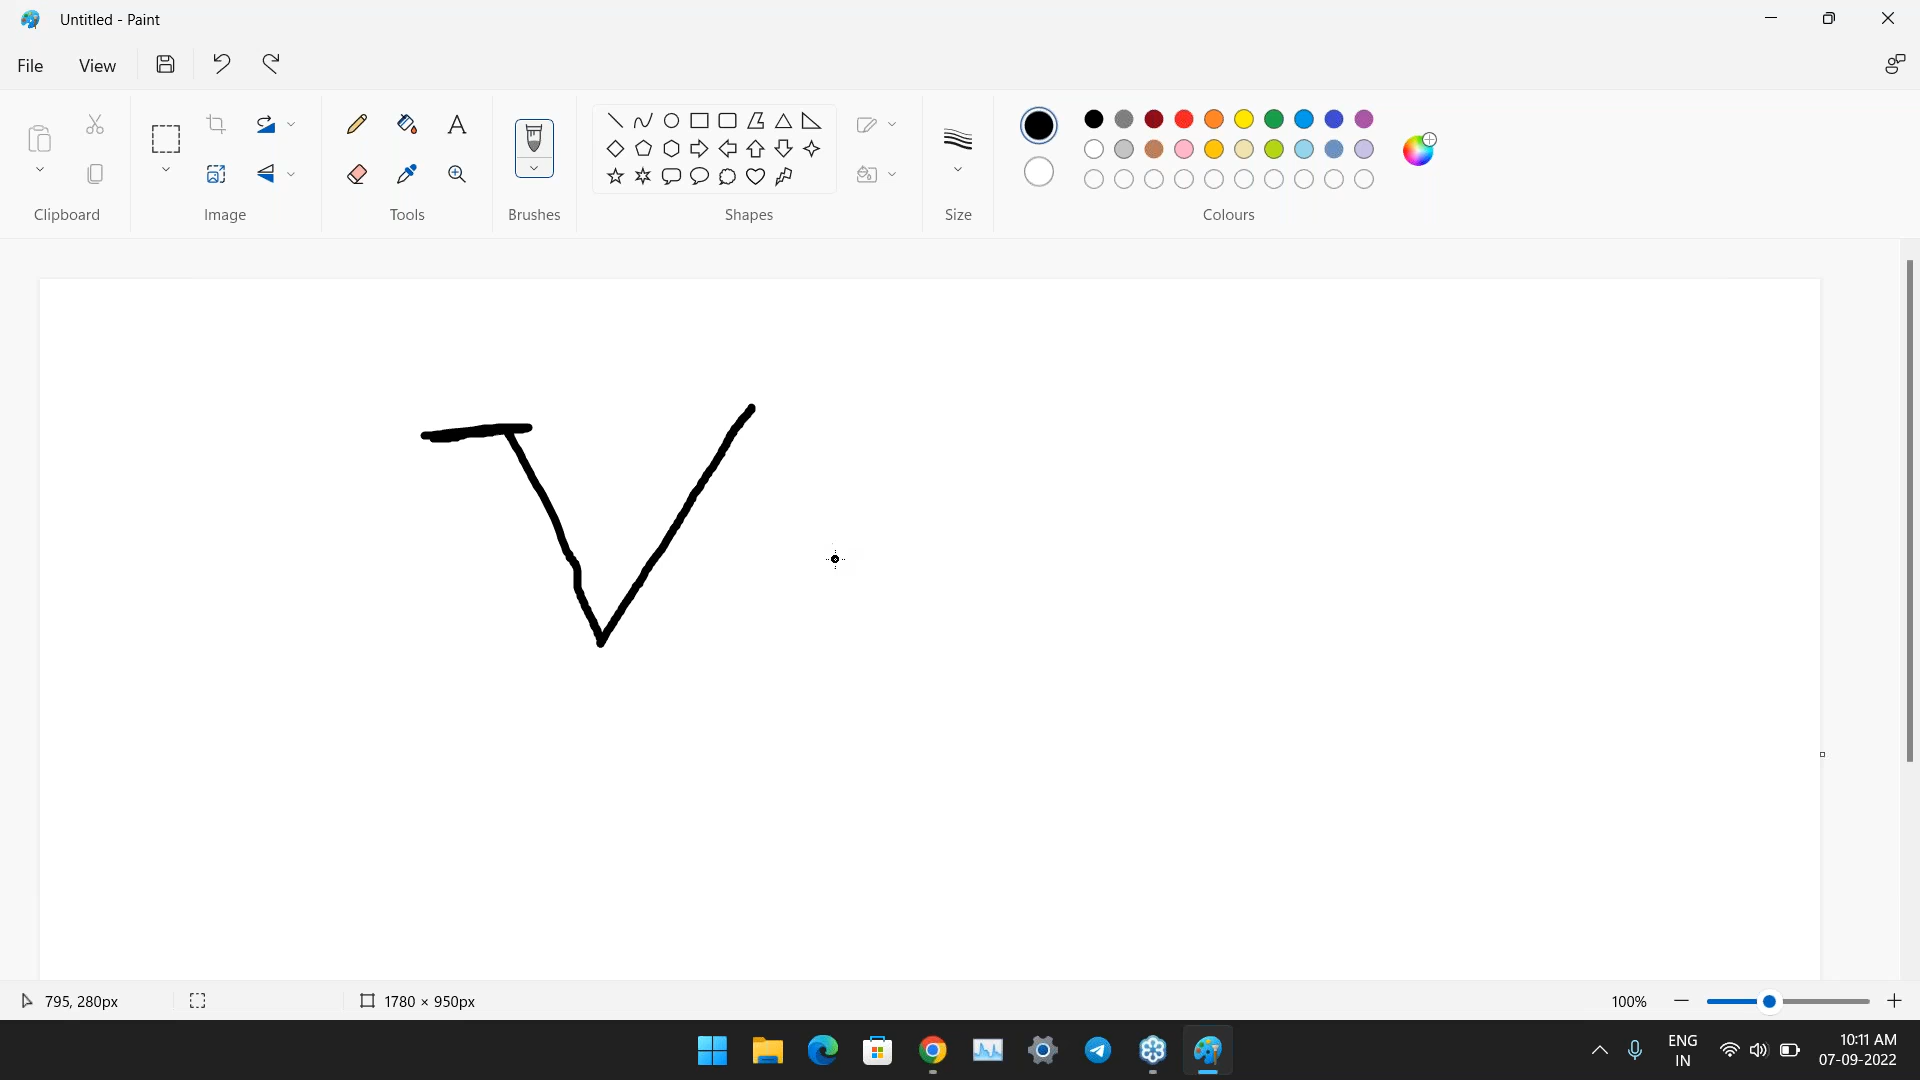 Untitled - Paint
File View
Clipboard Image Tools Brushes Shapes Size Colours
795, 280px 1780 × 950px 100%
ENG 10:11 AM
IN 07-09-2022